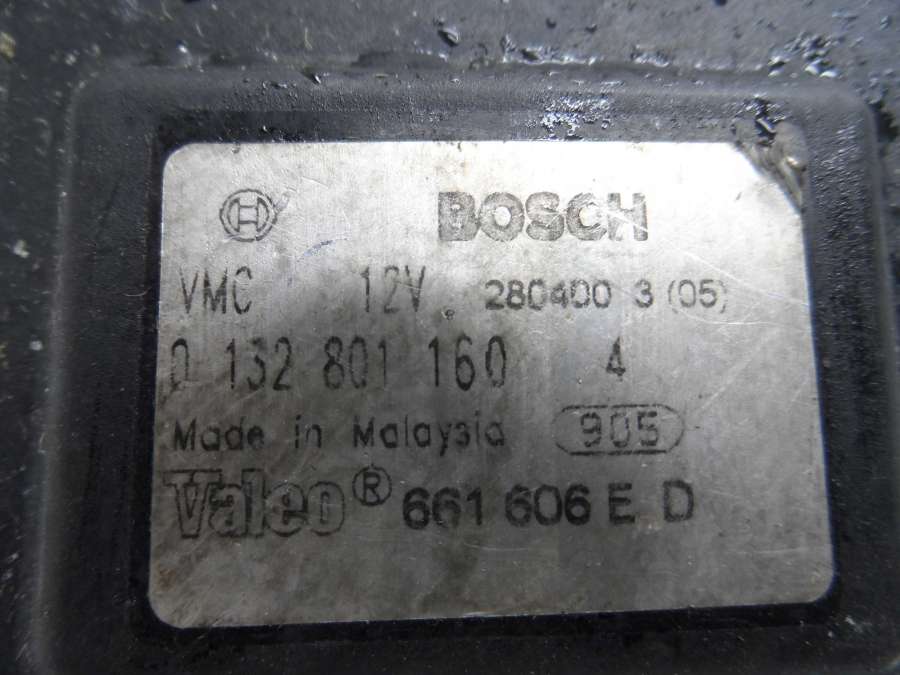 BOSCH
VMC 12V 280400 3 (05)
0 132 801 160 4
Made in Malaysia 905
Valeo® 661 606 E D